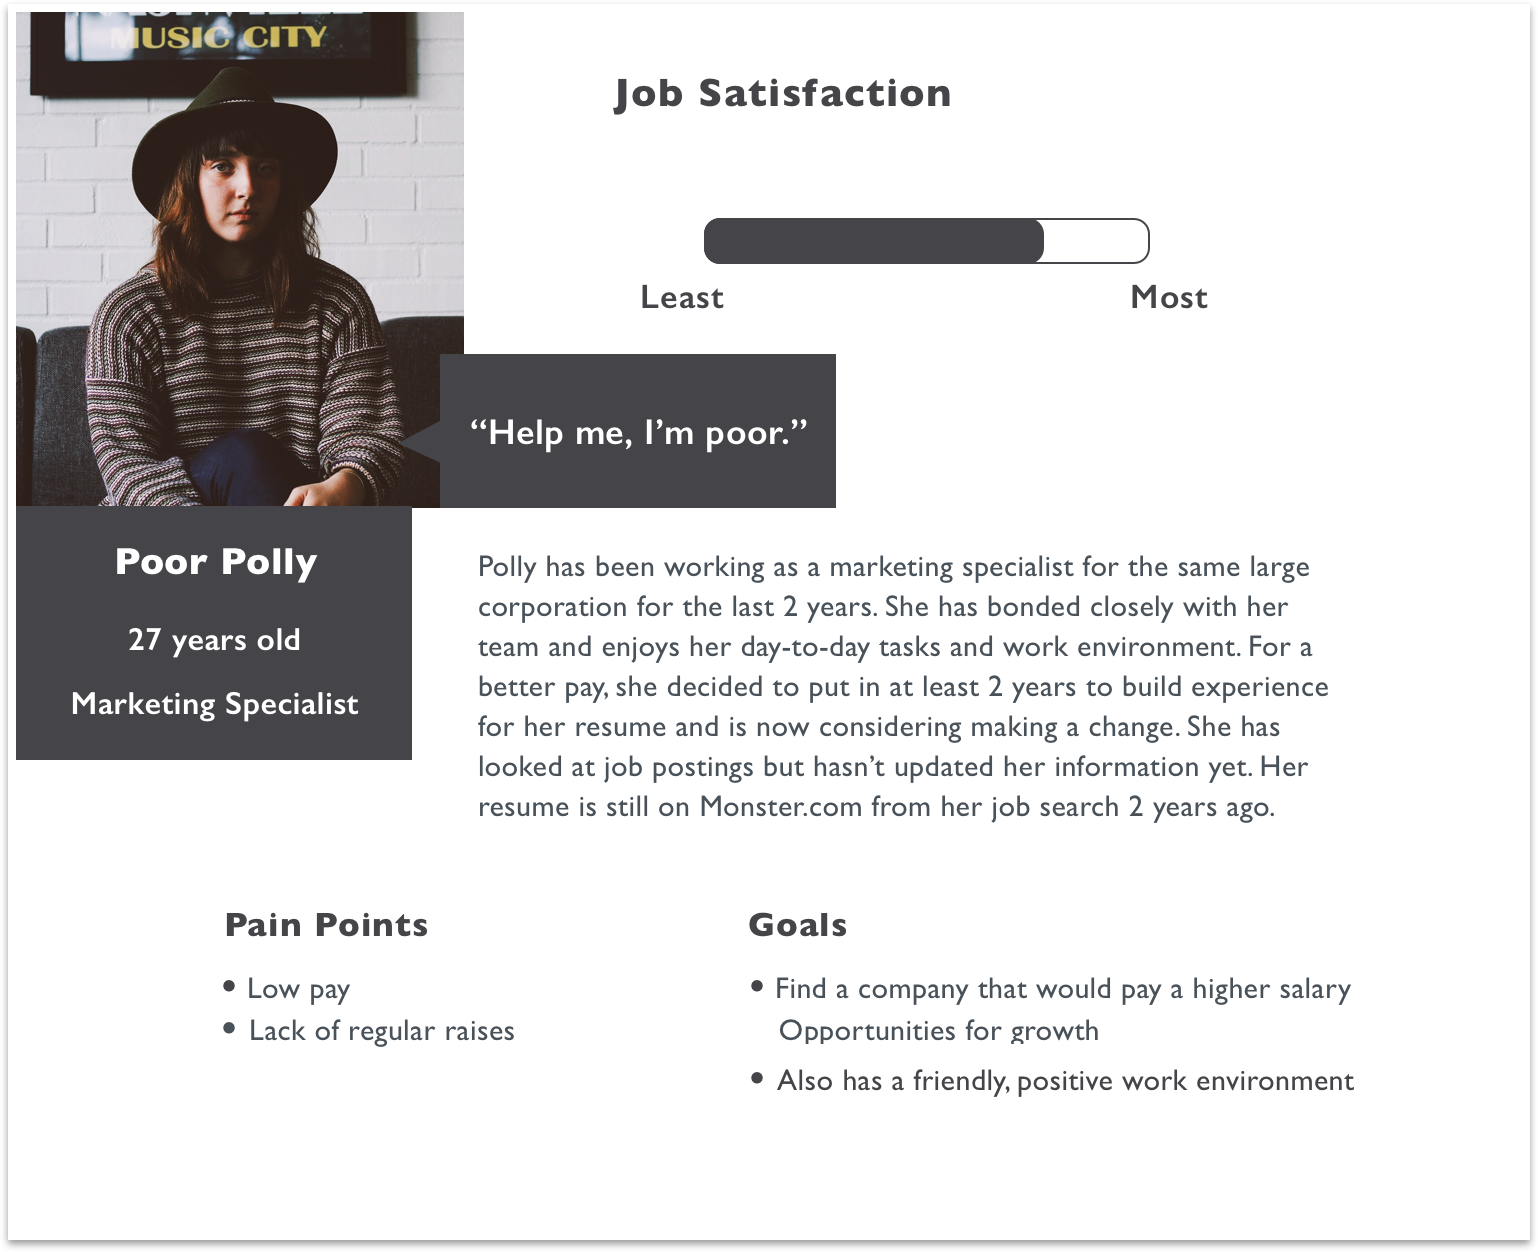 MUSIC CITY
Job Satisfaction
Least Most
“Help me, I’m poor.”
Poor Polly
27 years old
Marketing Specialist
Polly has been working as a marketing specialist for the same large
corporation for the last 2 years. She has bonded closely with her
team and enjoys her day-to-day tasks and work environment. For a
better pay, she decided to put in at least 2 years to build experience
for her resume and is now considering making a change. She has
looked at job postings but hasn’t updated her information yet. Her
resume is still on Monster.com from her job search 2 years ago.
Pain Points
• Low pay
• Lack of regular raises
Goals
• Find a company that would pay a higher salary
Opportunities for growth
• Also has a friendly, positive work environment